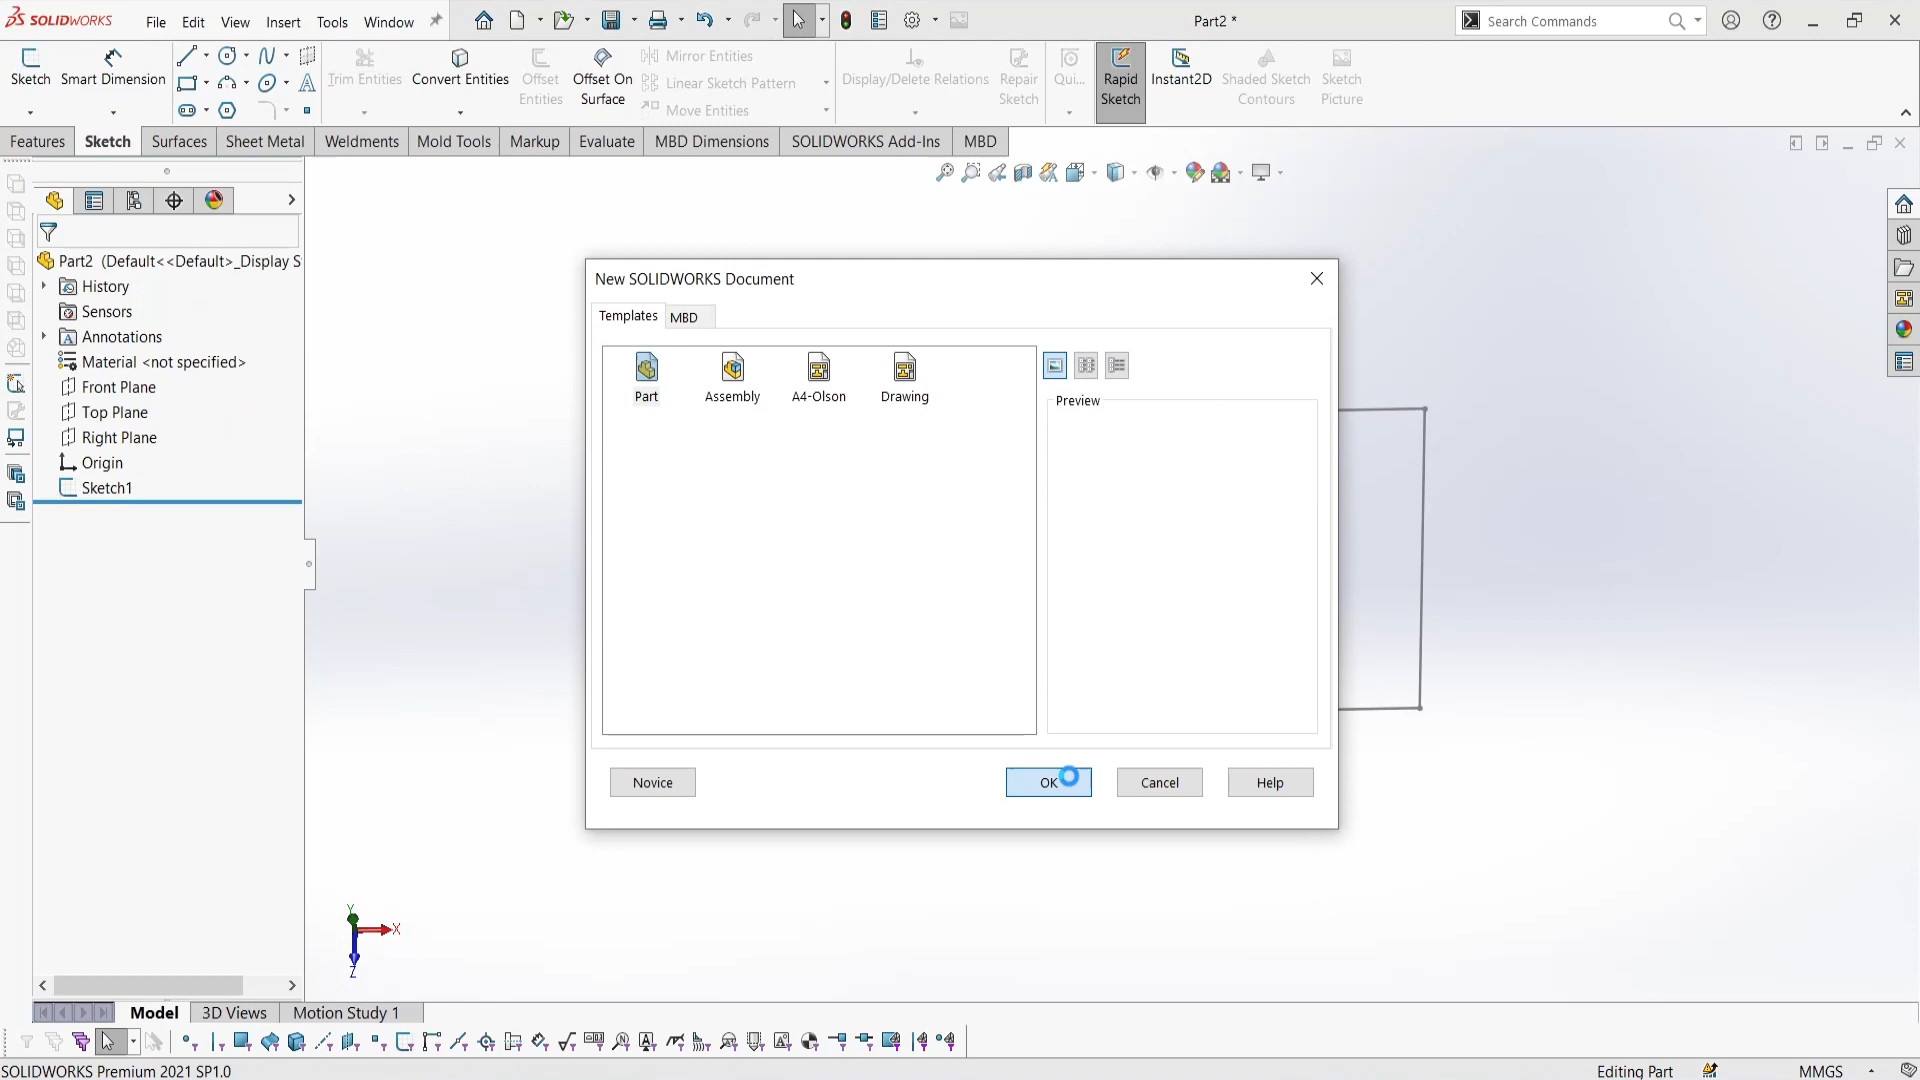 SOLIDWORKS File Edit View Insert Tools Window Part2 * Search Commands
Sketch Smart Dimension Trim Entities Convert Entities Offset Entities Offset On Surface Mirror Entities Linear Sketch Pattern Move Entities Display/Delete Relations Repair Sketch Qui... Rapid Sketch Instant2D Shaded Sketch Contours Sketch Picture
Features Sketch Surfaces Sheet Metal Weldments Mold Tools Markup Evaluate MBD Dimensions SOLIDWORKS Add-Ins MBD
Part2 (Default<<Default>_Display S
History
Sensors
Annotations
Material <not specified>
Front Plane
Top Plane
Right Plane
Origin
Sketch1
New SOLIDWORKS Document
Templates MBD
Part Assembly A4-Olson Drawing
Preview
Novice OK Cancel Help
Y
X
Z
Model 3D Views Motion Study 1
SOLIDWORKS Premium 2021 SP1.0 Editing Part MMGS